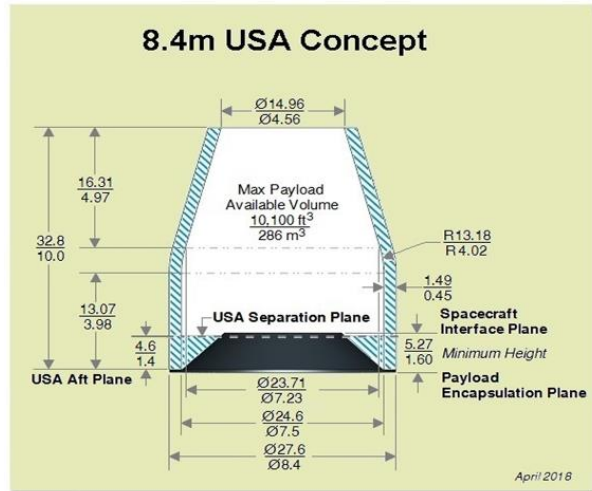 8.4m USA Concept
Ø14.96
Ø4.56
16.31
4.97
Max Payload
Available Volume
10,100 ft³
286 m³
R13.18
R4.02
32.8
10.0
1.49
0.45
13.07
3.98
USA Separation Plane
Spacecraft
Interface Plane
4.6
1.4
5.27
1.60
Minimum Height
USA Aft Plane
Payload
Encapsulation Plane
Ø23.71
Ø7.23
Ø24.6
Ø7.5
Ø27.6
Ø8.4
April 2018